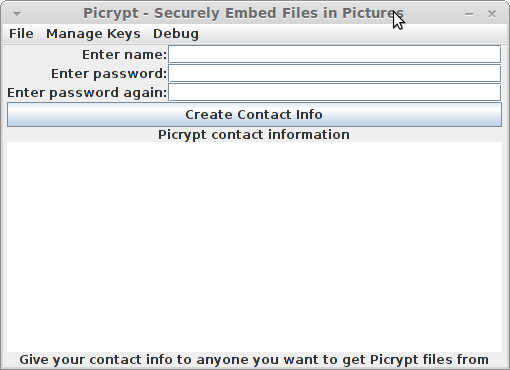 Picrypt - Securely Embed Files in Pictures
File Manage Keys Debug
Enter name:
Enter password:
Enter password again:
Create Contact Info
Picrypt contact information
Give your contact info to anyone you want to get Picrypt files from